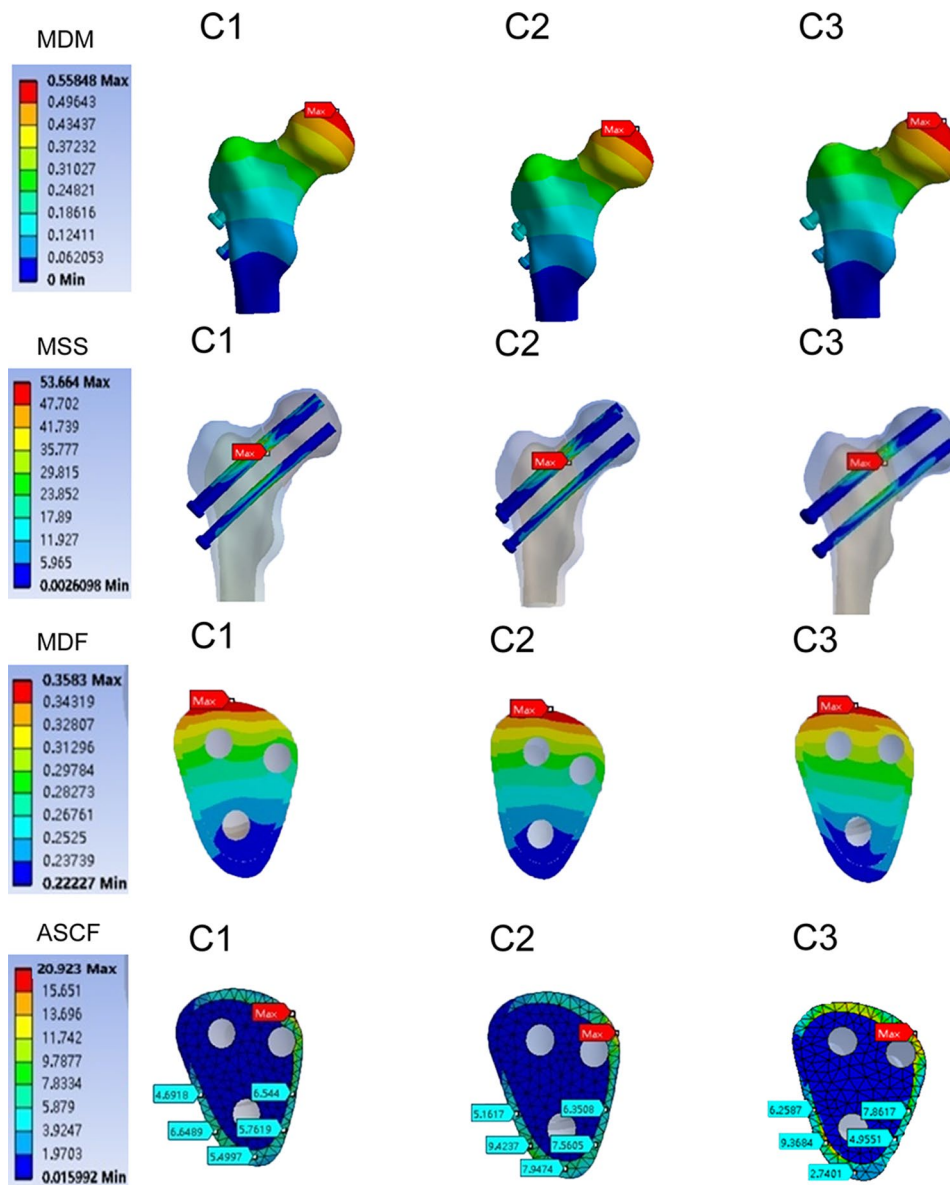 MDM C1 C2 C3
0.55848 Max
0.49643
0.43437
0.37232
0.31027
0.24821
0.18616
0.12411
0.062053
0 Min
Max
Max
Max
MSS C1 C2 C3
53.664 Max
47.702
41.739
35.777
29.815
23.852
17.89
11.927
5.965
0.0026098 Min
Max
Max
Max
MDF C1 C2 C3
0.3583 Max
0.34319
0.32807
0.31296
0.29784
0.28273
0.26761
0.2525
0.23739
0.22227 Min
Max
Max
Max
ASCF C1 C2 C3
20.923 Max
15.651
13.696
11.742
9.7877
7.8334
5.879
3.9247
1.9703
0.015992 Min
Max
4.6918
6.544
6.6489
5.7619
5.4997
Max
5.1617
6.3508
9.4237
7.5605
7.9474
Max
6.2587
7.8617
9.3684
4.9551
2.7401